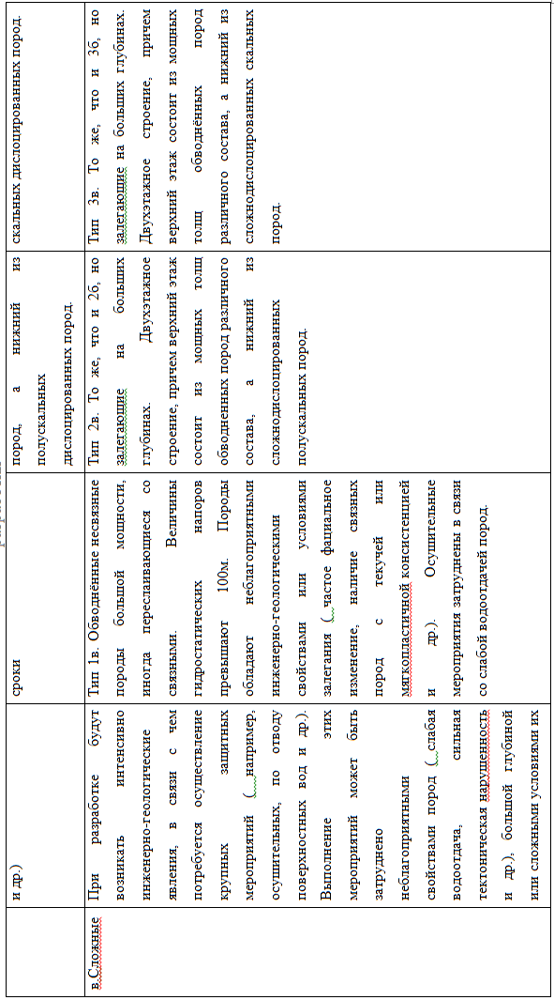 и др.)
сроки
пород, а нижний из
полускальных
дислоцированных пород.
скальных дислоцированных пород.
в.Сложные
При разработке будут
возникать интенсивно
инженерно-геологические
явления, в связи с чем
потребуется осуществление
крупных защитных
мероприятий ( например,
осушительных, по отводу
поверхностных вод и др.).
Выполнение этих
мероприятий может быть
затруднено
неблагоприятными
свойствами пород ( слабая
водоотдача, сильная
тектоническая нарушенность
и др.), большой глубиной
или сложными условиями их
Тип 1в. Обводнённые несвязные
породы большой мощности,
иногда переслаивающиеся со
связными. Величины
гидростатических напоров
превышают 100м. Породы
обладают неблагоприятными
инженерно-геологическими
свойствами или условиями
залегания ( частое фациальное
изменение, наличие связных
пород с текучей или
мягкопластичной консистенцией
и др.). Осушительные
мероприятия затруднены в связи
со слабой водоотдачей пород.
Тип 2в. То же, что и 2б, но
залегающие на больших
глубинах. Двухэтажное
строение, причем верхний этаж
состоит из мощных толщ
обводненных пород различного
состава, а нижний из
сложнодислоцированных
полускальных пород.
Тип 3в. То же, что и 3б, но
залегающие на больших глубинах.
Двухэтажное строение, причем
верхний этаж состоит из мощных
толщ обводнённых пород
различного состава, а нижний из
сложнодислоцированных скальных
пород.